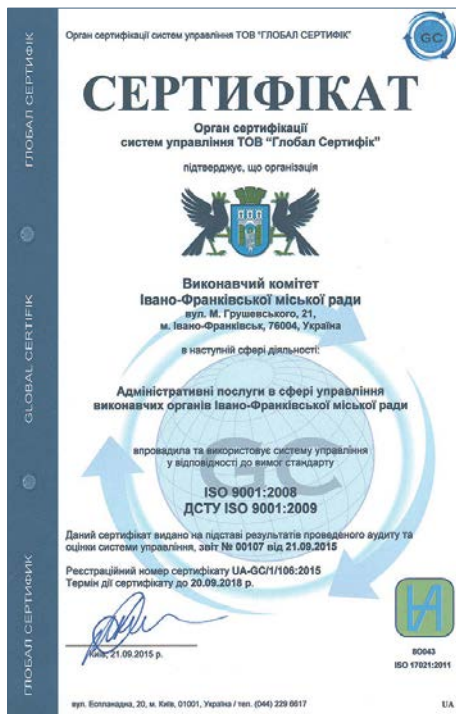 Орган сертифікації систем управління ТОВ "ГЛОБАЛ СЕРТИФІК"
GC
СЕРТИФІКАТ
Орган сертифікації
систем управління ТОВ "Глобал Сертифік"
підтверджує, що організація
Виконавчий комітет
Івано-Франківської міської ради
вул. М. Грушевського, 21,
м. Івано-Франківськ, 76004, Україна
в наступній сфері діяльності:
Адміністративні послуги в сфері управління
виконавчих органів Івано-Франківської міської ради
впровадила та використовує систему управління
у відповідності до вимог стандарту
GC
ISO 9001:2008
ДСТУ ISO 9001:2009
Даний сертифікат видано на підставі результатів проведеного аудиту та
оцінки системи управління, звіт № 00107 від 21.09.2015
Реєстраційний номер сертифікату UA-GC/1/106:2015
Термін дії сертифікату до 20.09.2018 р.
Київ, 21.09.2015 р.
80043
ISO 17021:2011
вул. Еспланадна, 20, м. Київ, 01001, Україна / тел. (044) 229 6617
UA
ГЛОБАЛ СЕРТИФІК
GLOBAL CERTIFIK
ГЛОБАЛ СЕРТИФИК